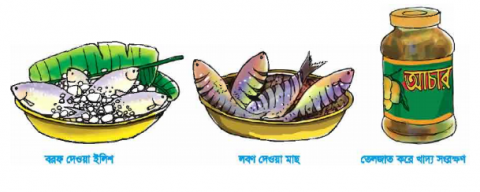 আচার
বরফ দেওয়া ইলিশ
লবণ দেওয়া মাছ
তেলজাত করে খাদ্য সংরক্ষণ